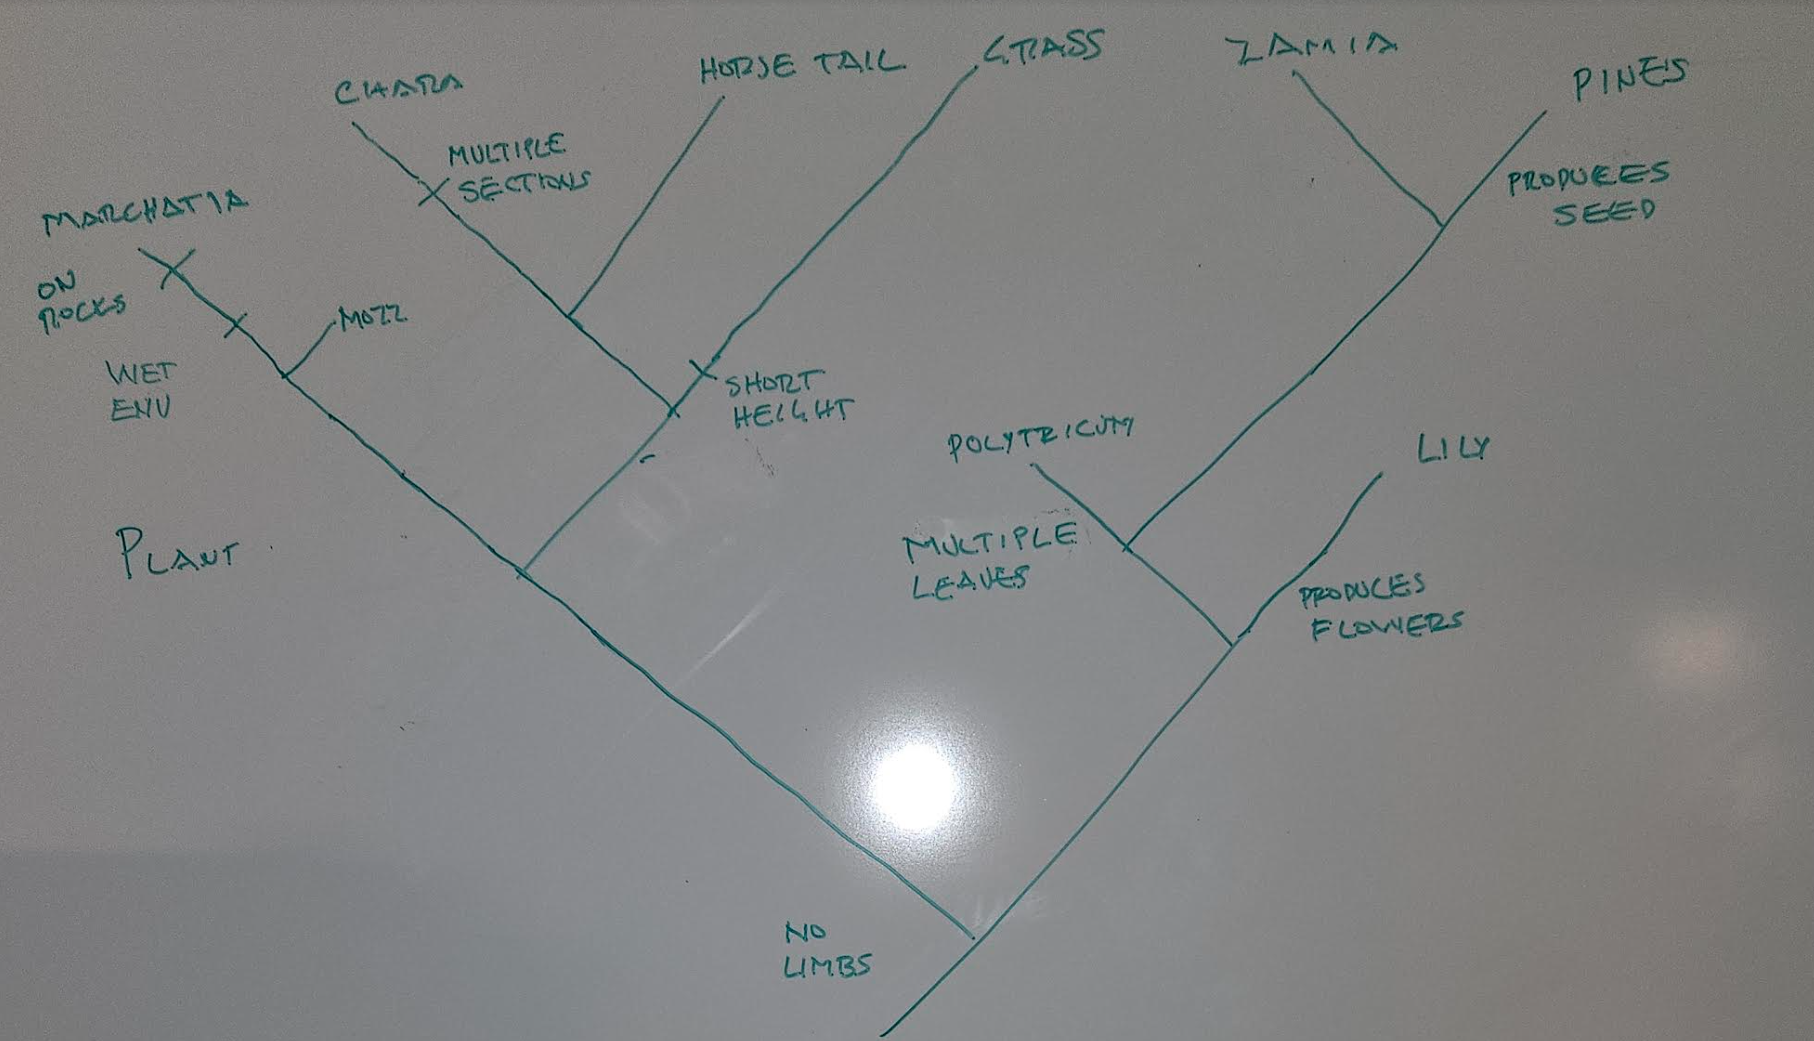 CHARA
HORSE TAIL
GRASS
ZAMIA
PINES
MULTIPLE
SECTIONS
PRODUCES
SEED
MARCHATIA
ON
ROCKS
MOZZ
WET
ENV
SHORT
HEIGHT
POLYTRICUM
LILY
PLANT
MULTIPLE
LEAVES
PRODUCES
FLOWERS
NO
LIMBS